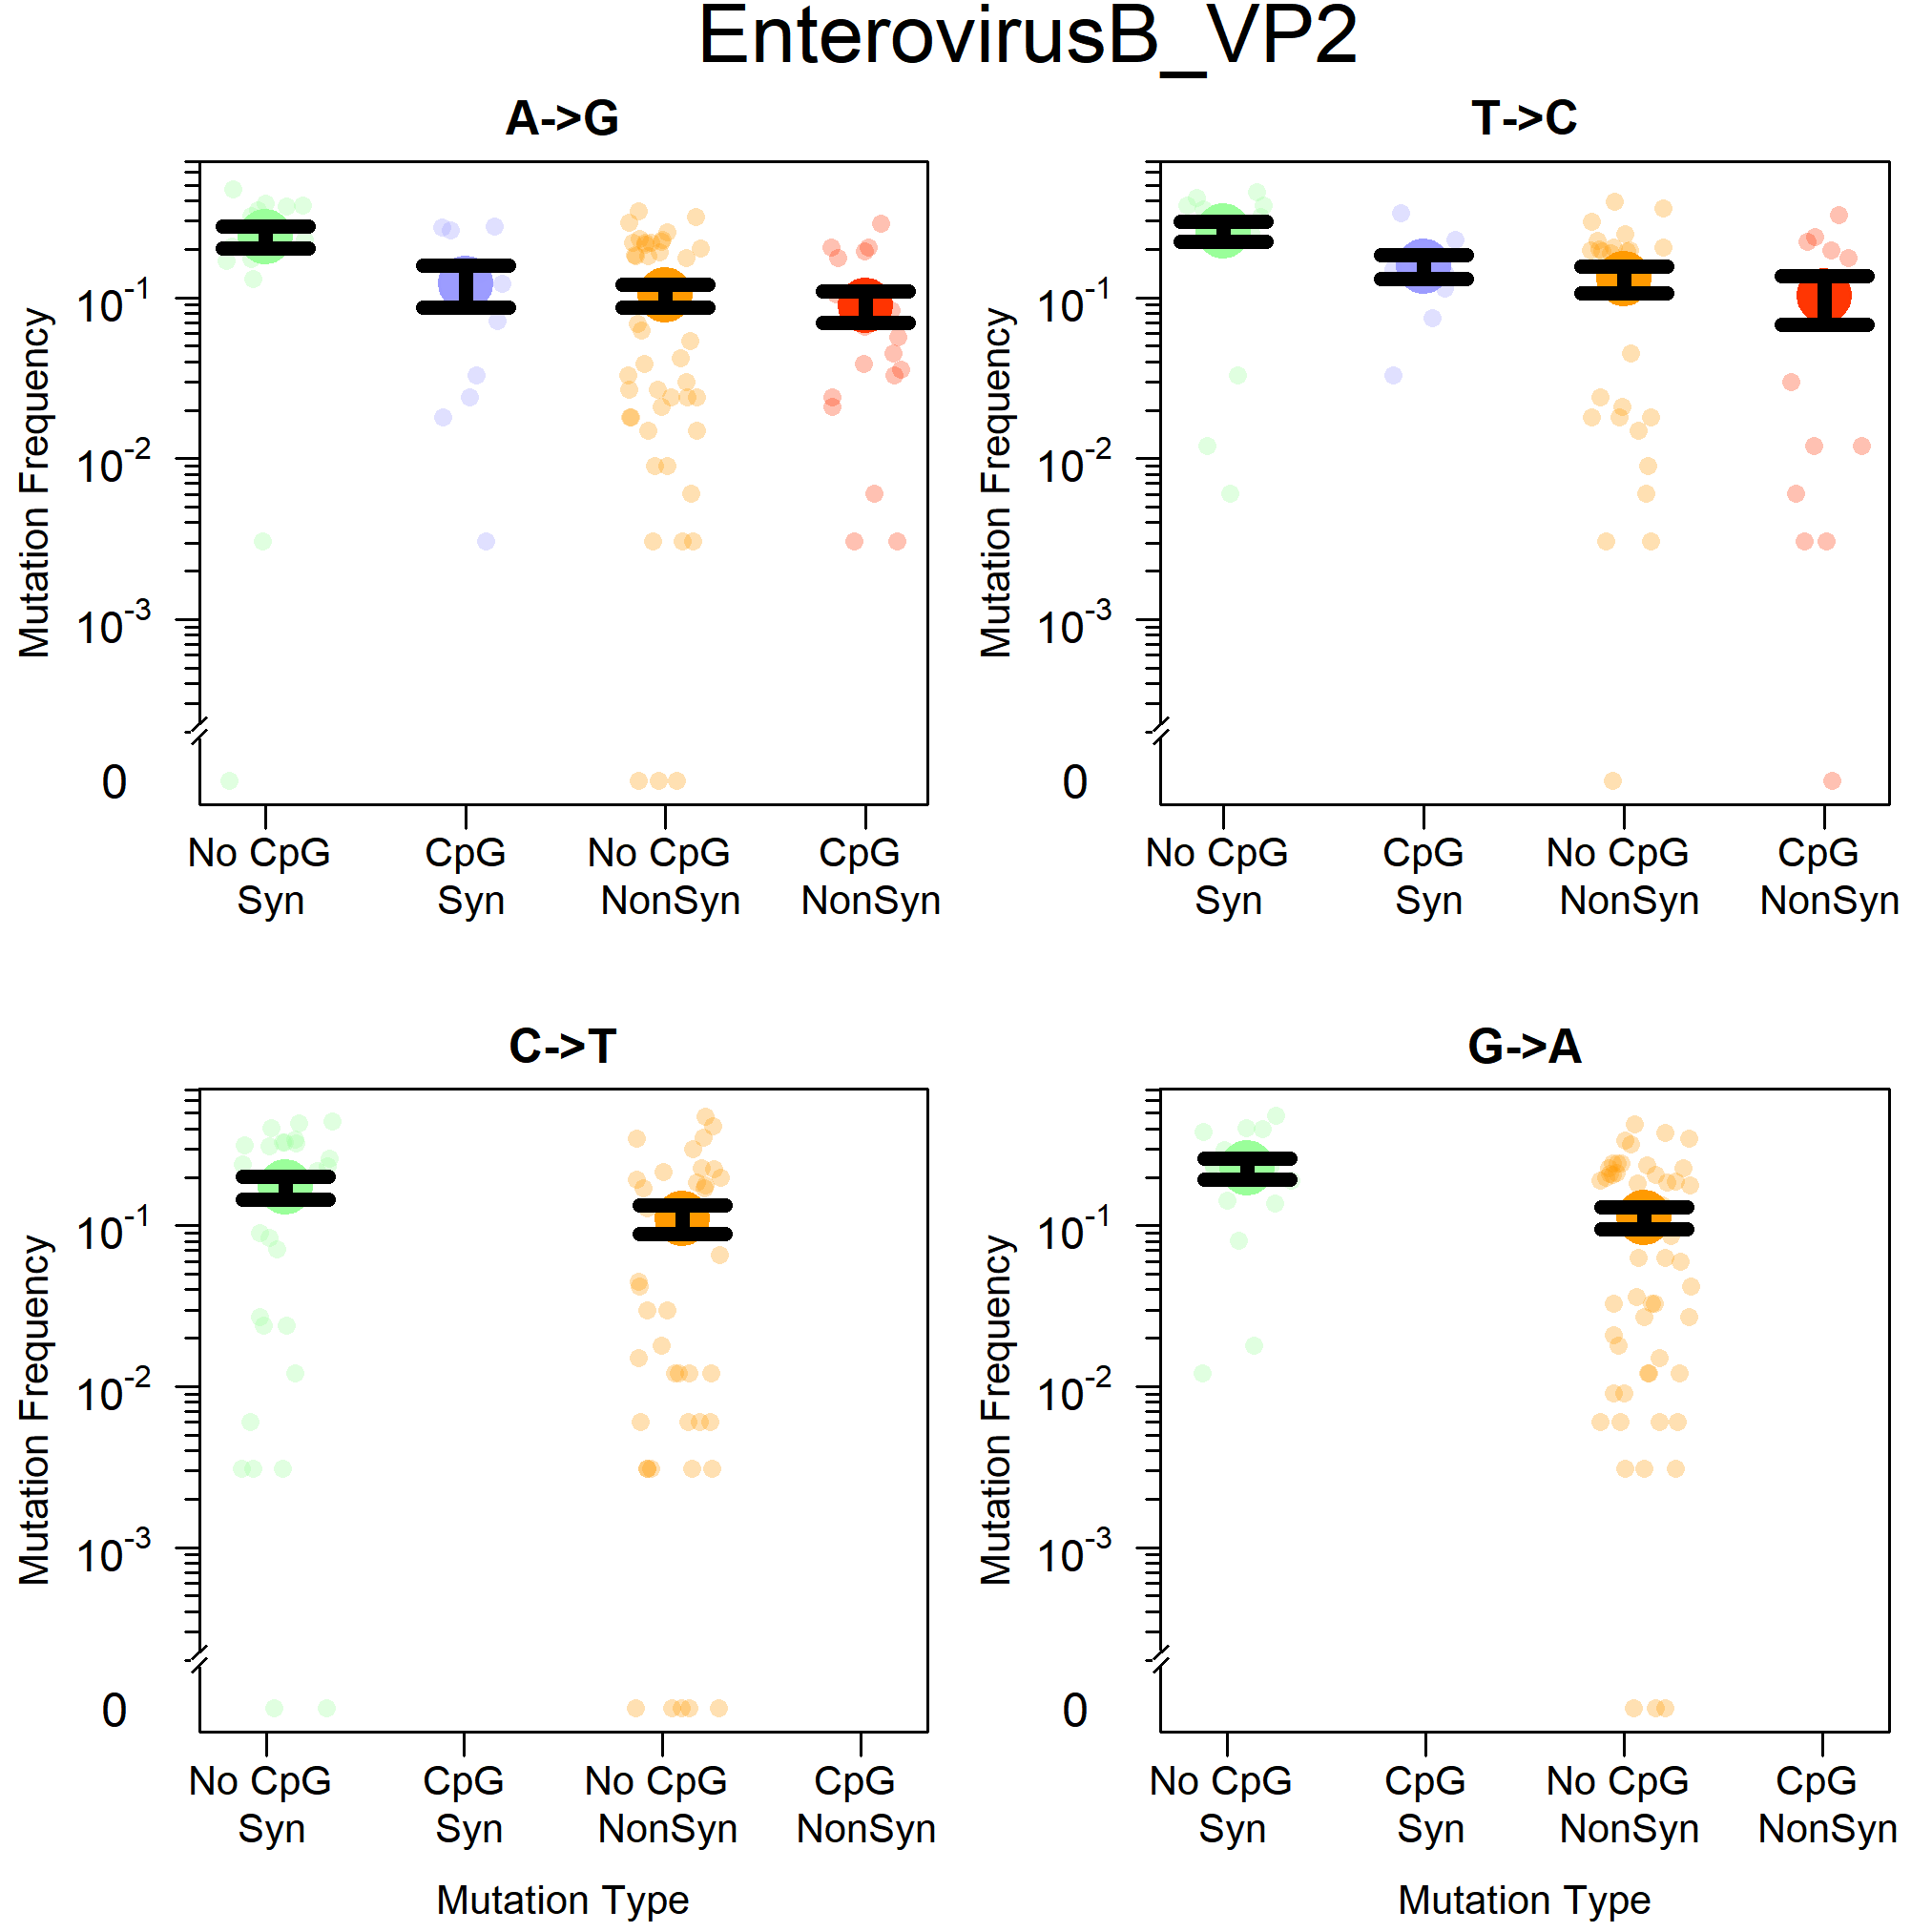 EnterovirusB_VP2
A->G
Mutation Frequency
10^-1
10^-2
10^-3
0
No CpG CpG No CpG CpG
Syn Syn NonSyn NonSyn
T->C
Mutation Frequency
10^-1
10^-2
10^-3
0
No CpG CpG No CpG CpG
Syn Syn NonSyn NonSyn
C->T
Mutation Frequency
10^-1
10^-2
10^-3
0
No CpG CpG No CpG CpG
Syn Syn NonSyn NonSyn
Mutation Type
G->A
Mutation Frequency
10^-1
10^-2
10^-3
0
No CpG CpG No CpG CpG
Syn Syn NonSyn NonSyn
Mutation Type